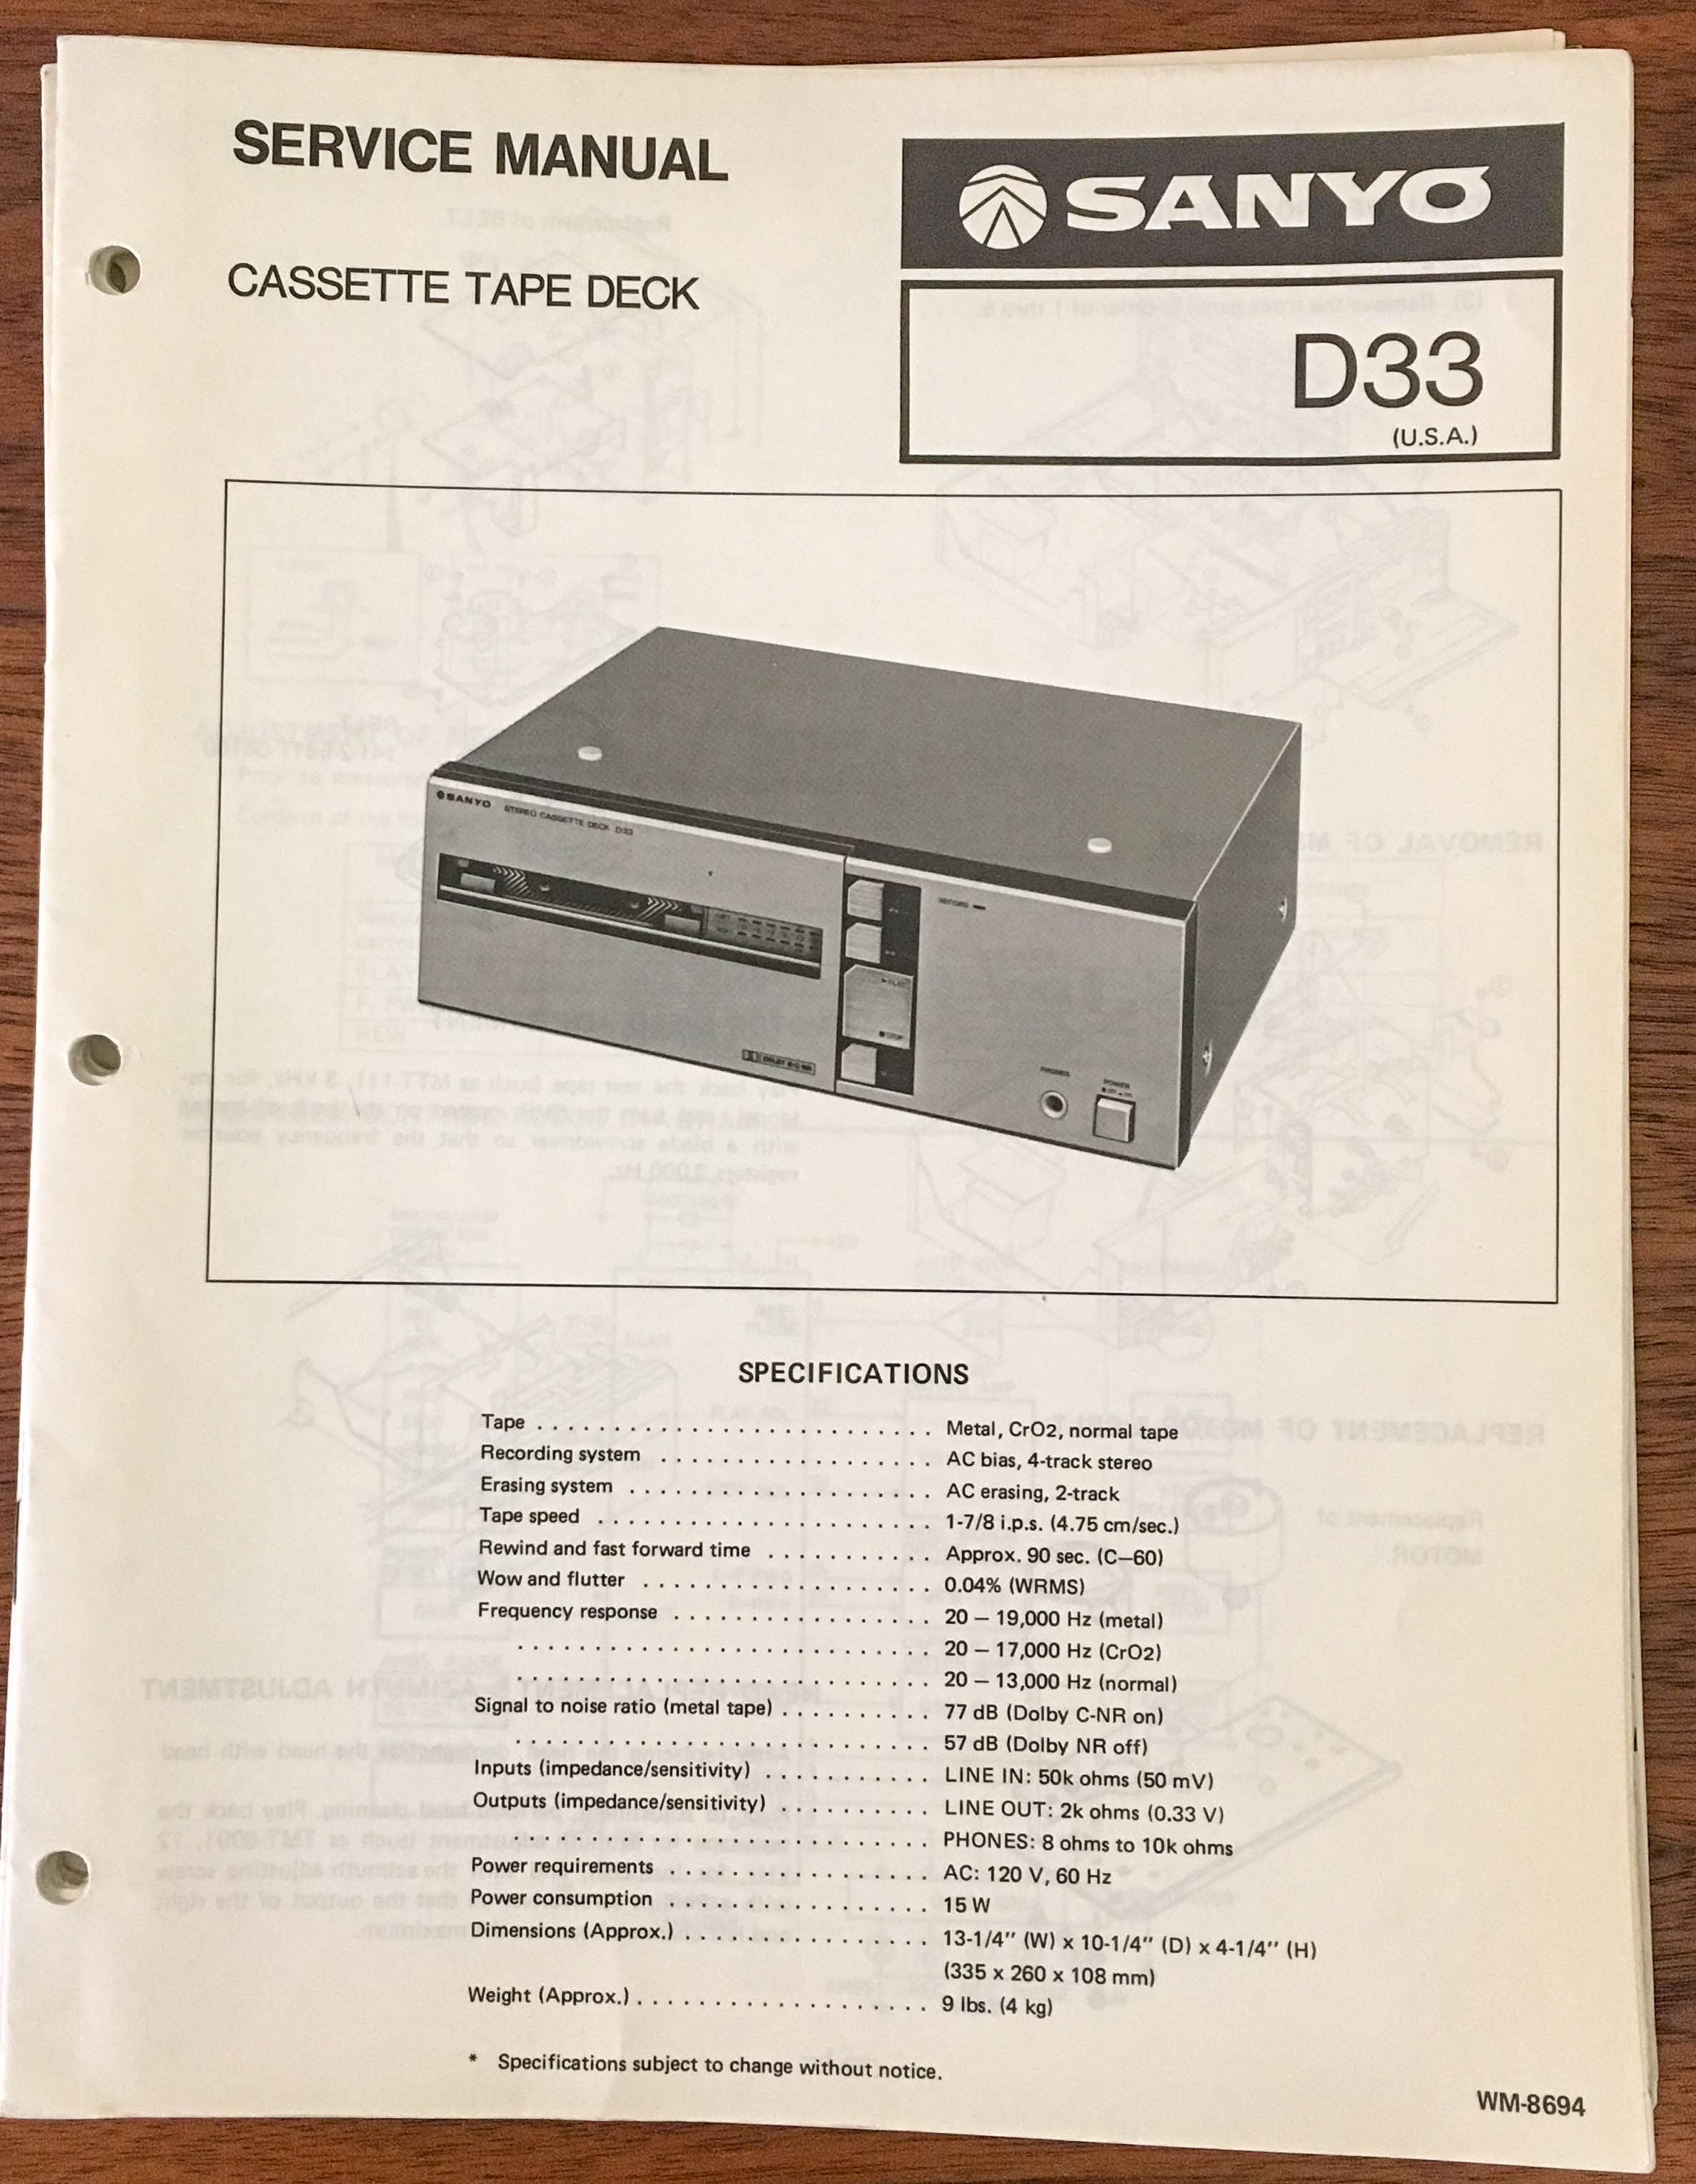 SERVICE MANUAL
SANYO
CASSETTE TAPE DECK
D33
(U.S.A.)
SANYO STEREO CASSETTE DECK D33
RECORD
PLAY
STOP
PHONES
POWER
SPECIFICATIONS
Tape . . . . . . . . . . . . . . . . . . . . . . . . . . Metal, CrO2, normal tape
Recording system . . . . . . . . . . . . . . . . . . AC bias, 4-track stereo
Erasing system . . . . . . . . . . . . . . . . . . . . AC erasing, 2-track
Tape speed . . . . . . . . . . . . . . . . . . . . . . 1-7/8 i.p.s. (4.75 cm/sec.)
Rewind and fast forward time . . . . . . . . . . . Approx. 90 sec. (C–60)
Wow and flutter . . . . . . . . . . . . . . . . . . . 0.04% (WRMS)
Frequency response . . . . . . . . . . . . . . . . . 20 – 19,000 Hz (metal)
. . . . . . . . . . . . . . . . . . . . . . . . . . . 20 – 17,000 Hz (CrO2)
. . . . . . . . . . . . . . . . . . . . . . . . . . . 20 – 13,000 Hz (normal)
Signal to noise ratio (metal tape) . . . . . . . . . . 77 dB (Dolby C-NR on)
. . . . . . . . . . . . . . . . . . . . . . . . . . . 57 dB (Dolby NR off)
Inputs (impedance/sensitivity) . . . . . . . . . . . LINE IN: 50k ohms (50 mV)
Outputs (impedance/sensitivity) . . . . . . . . . . LINE OUT: 2k ohms (0.33 V)
. . . . . . . . . . . . . . . . . . . . . . . . . . . PHONES: 8 ohms to 10k ohms
Power requirements . . . . . . . . . . . . . . . . . AC: 120 V, 60 Hz
Power consumption . . . . . . . . . . . . . . . . . 15 W
Dimensions (Approx.) . . . . . . . . . . . . . . . . 13-1/4" (W) x 10-1/4" (D) x 4-1/4" (H)
(335 x 260 x 108 mm)
Weight (Approx.) . . . . . . . . . . . . . . . . . . . 9 lbs. (4 kg)
* Specifications subject to change without notice.
WM-8694